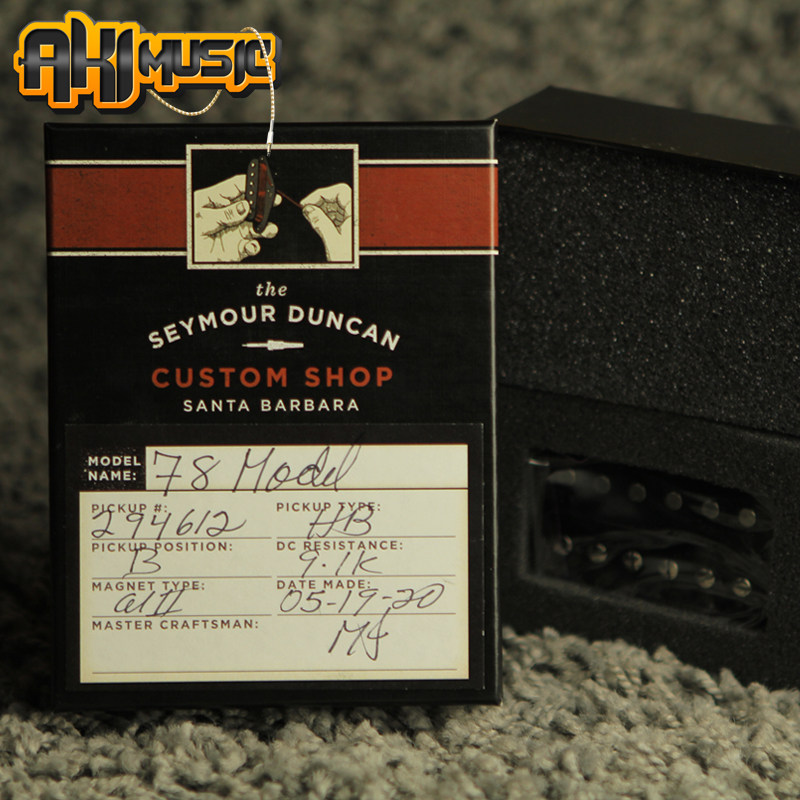 AKI MUSIC
the
SEYMOUR DUNCAN
CUSTOM SHOP
SANTA BARBARA
MODEL NAME: 78 Model
PICKUP #: 294612
PICKUP TYPE: HB
PICKUP POSITION: B
DC RESISTANCE: 9.1K
MAGNET TYPE: al II
DATE MADE: 05-19-20
MASTER CRAFTSMAN: MJ